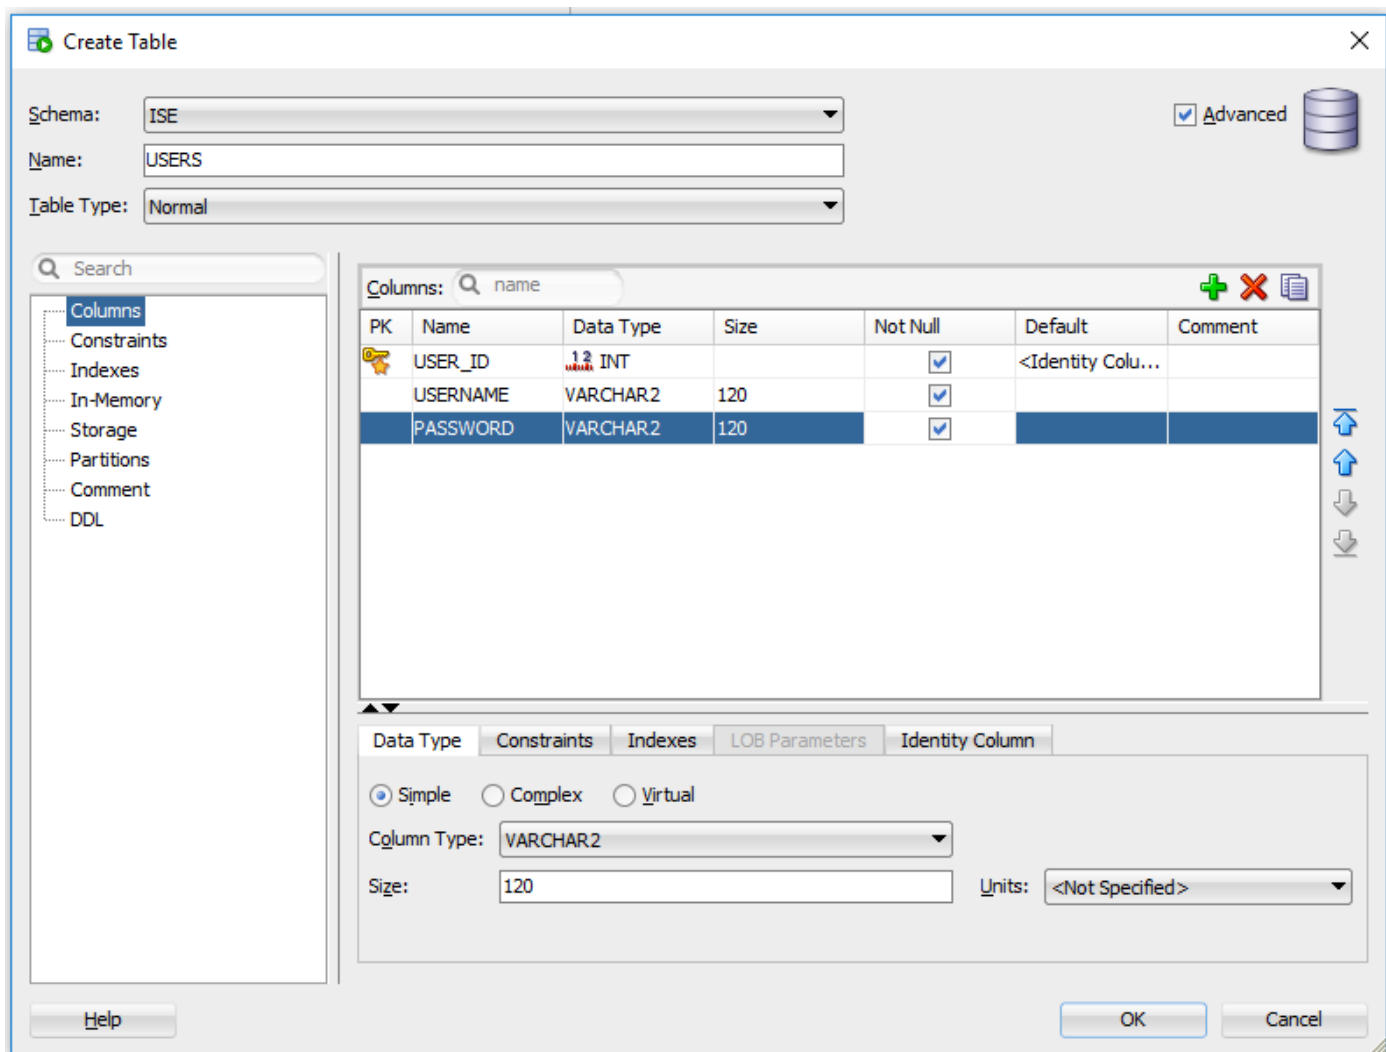 Create Table
Schema: ISE Advanced
Name: USERS
Table Type: Normal
Search
Columns
Constraints
Indexes
In-Memory
Storage
Partitions
Comment
DDL
Columns: name
PK Name Data Type Size Not Null Default Comment
USER_ID INT <Identity Colu...
USERNAME VARCHAR2 120
PASSWORD VARCHAR2 120
Data Type Constraints Indexes LOB Parameters Identity Column
Simple Complex Virtual
Column Type: VARCHAR2
Size: 120 Units: <Not Specified>
Help OK Cancel